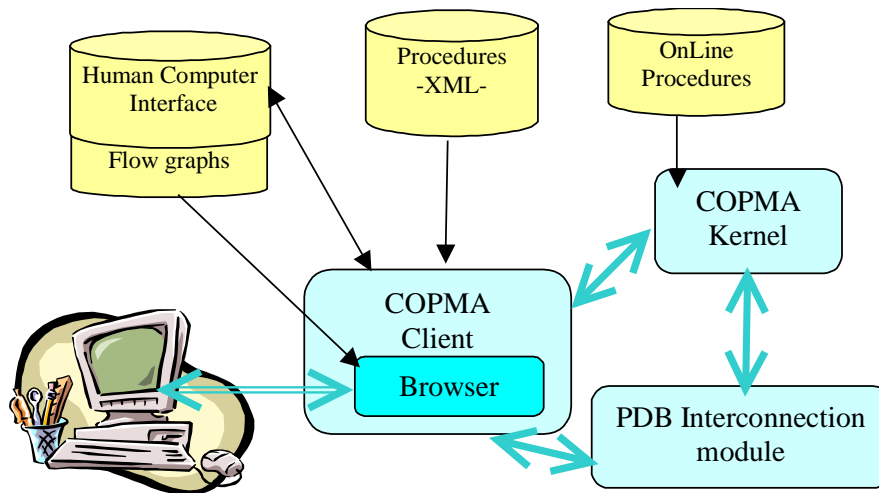 Human Computer
Interface
Flow graphs
Procedures
-XML-
OnLine
Procedures
COPMA
Kernel
COPMA
Client
Browser
PDB Interconnection
module